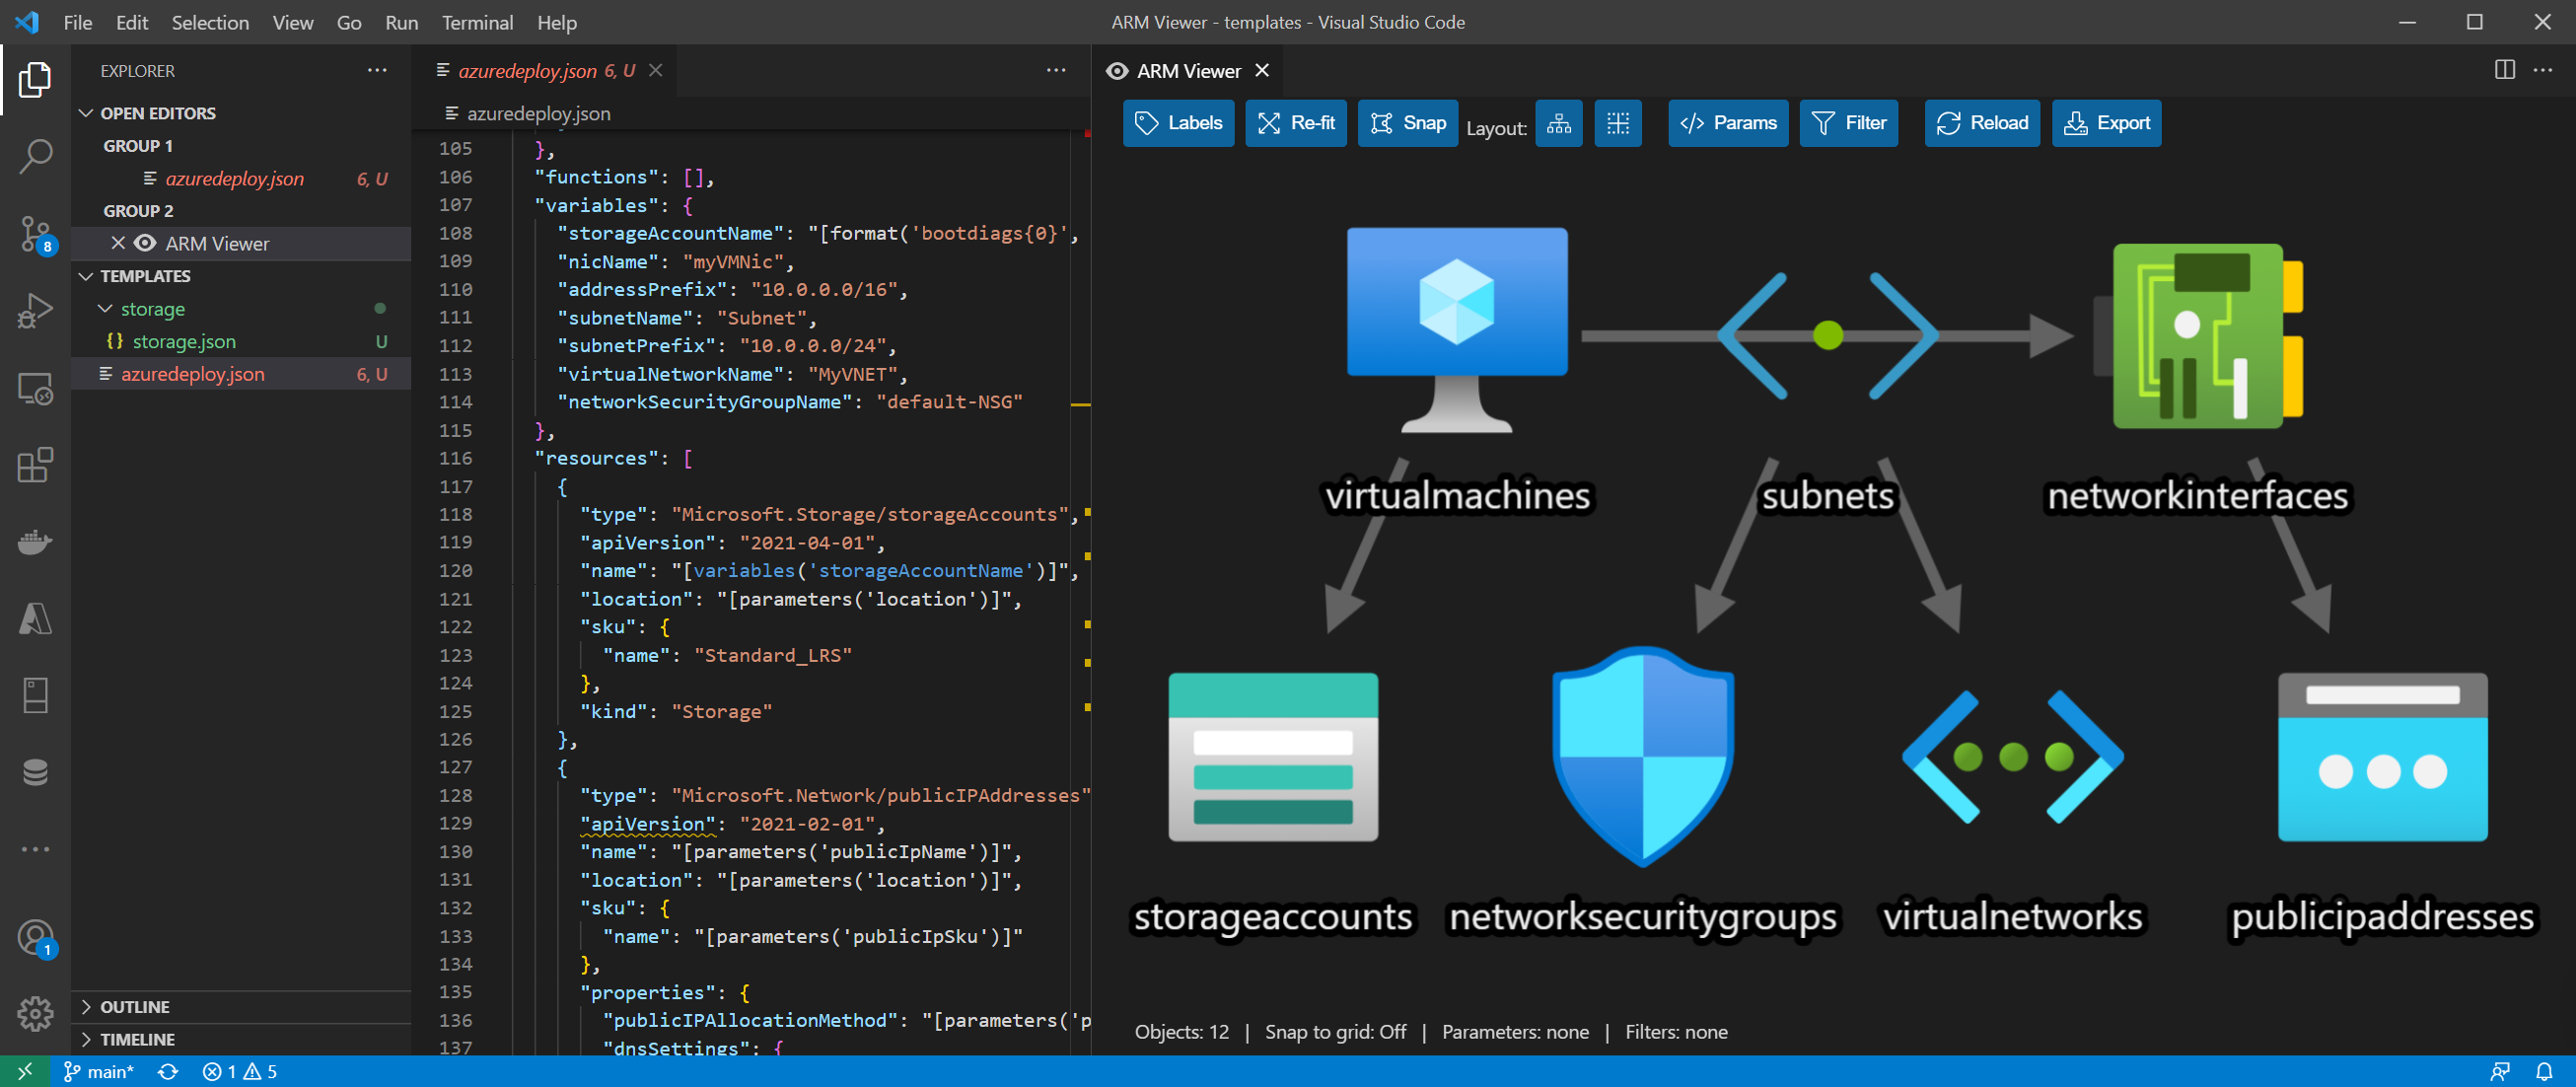 File Edit Selection View Go Run Terminal Help
ARM Viewer - templates - Visual Studio Code
EXPLORER
OPEN EDITORS
GROUP 1
azuredeploy.json 6, U
GROUP 2
ARM Viewer
TEMPLATES
storage
{} storage.json U
azuredeploy.json 6, U
OUTLINE
TIMELINE
8
1
azuredeploy.json 6, U
azuredeploy.json
105 },
106 "functions": [],
107 "variables": {
108 "storageAccountName": "[format('bootdiags{0}',
109 "nicName": "myVMNic",
110 "addressPrefix": "10.0.0.0/16",
111 "subnetName": "Subnet",
112 "subnetPrefix": "10.0.0.0/24",
113 "virtualNetworkName": "MyVNET",
114 "networkSecurityGroupName": "default-NSG"
115 },
116 "resources": [
117 {
118 "type": "Microsoft.Storage/storageAccounts",
119 "apiVersion": "2021-04-01",
120 "name": "[variables('storageAccountName')]",
121 "location": "[parameters('location')]",
122 "sku": {
123 "name": "Standard_LRS"
124 },
125 "kind": "Storage"
126 },
127 {
128 "type": "Microsoft.Network/publicIPAddresses"
129 "apiVersion": "2021-02-01",
130 "name": "[parameters('publicIpName')]",
131 "location": "[parameters('location')]",
132 "sku": {
133 "name": "[parameters('publicIpSku')]"
134 },
135 "properties": {
136 "publicIPAllocationMethod": "[parameters('p
137 "dnsSettings": {
ARM Viewer
Labels Re-fit Snap Layout: Params Filter Reload Export
virtualmachines subnets networkinterfaces
storageaccounts networksecuritygroups virtualnetworks publicipaddresses
Objects: 12 | Snap to grid: Off | Parameters: none | Filters: none
main* 1 5